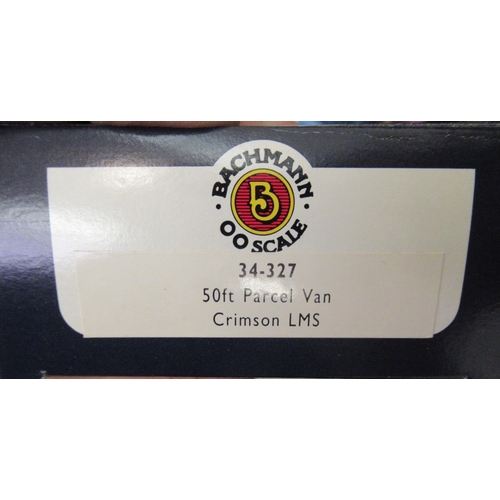 BACHMANN
B
OO SCALE
34-327
50ft Parcel Van
Crimson LMS